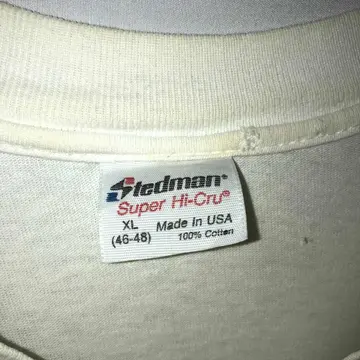 Stedman®
Super Hi-Cru®
XL Made In USA
(46-48) 100% Cotton